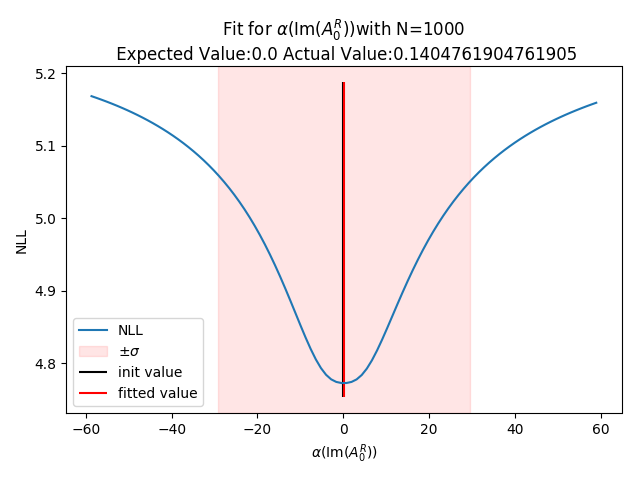 Fit for α(Im(A₀ᴿ))with N=1000
Expected Value:0.0 Actual Value:0.1404761904761905
5.2
5.1
5.0
4.9
4.8
NLL
NLL
±σ
init value
fitted value
−60 −40 −20 0 20 40 60
α(Im(A₀ᴿ))